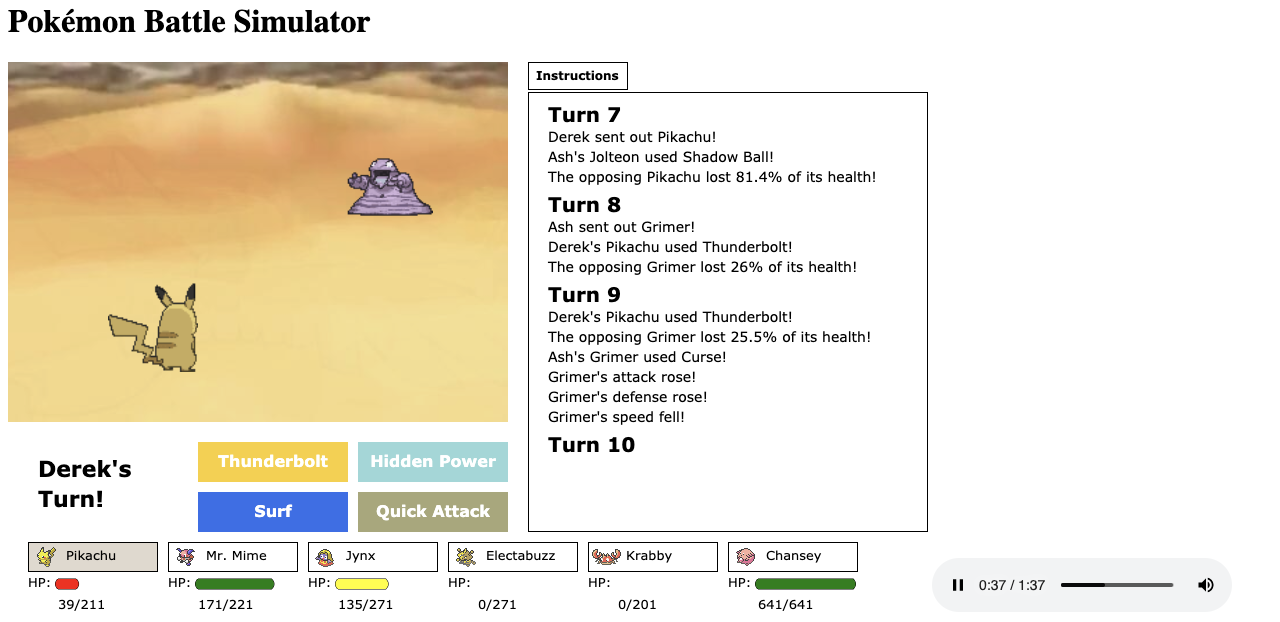 Pokémon Battle Simulator
Instructions
Turn 7
Derek sent out Pikachu!
Ash's Jolteon used Shadow Ball!
The opposing Pikachu lost 81.4% of its health!
Turn 8
Ash sent out Grimer!
Derek's Pikachu used Thunderbolt!
The opposing Grimer lost 26% of its health!
Turn 9
Derek's Pikachu used Thunderbolt!
The opposing Grimer lost 25.5% of its health!
Ash's Grimer used Curse!
Grimer's attack rose!
Grimer's defense rose!
Grimer's speed fell!
Turn 10
Derek's
Turn!
Thunderbolt Hidden Power
Surf Quick Attack
Pikachu Mr. Mime Jynx Electabuzz Krabby Chansey
HP: HP: HP: HP: HP: HP:
39/211 171/221 135/271 0/271 0/201 641/641
0:37 / 1:37